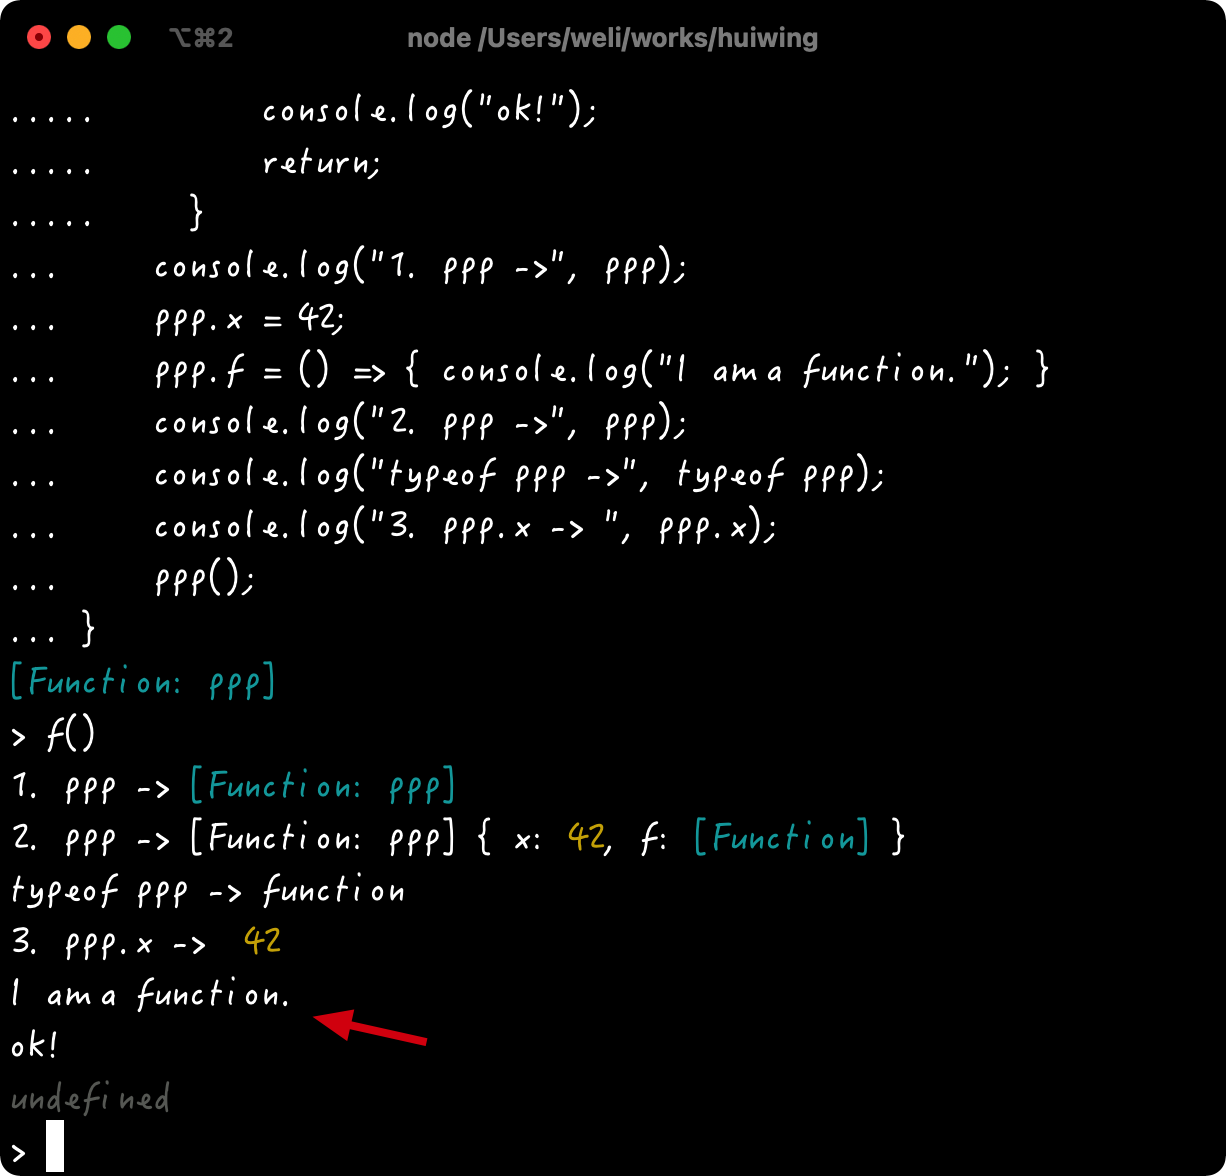 ⌥⌘2 node /Users/weli/works/huiwing
..... console.log("ok!");
..... return;
..... }
... console.log("1. ppp ->", ppp);
... ppp.x = 42;
... ppp.f = () => { console.log("I am a function."); }
... console.log("2. ppp ->", ppp);
... console.log("typeof ppp ->", typeof ppp);
... console.log("3. ppp.x -> ", ppp.x);
... ppp();
... }
[Function: ppp]
> f()
1. ppp -> [Function: ppp]
2. ppp -> [Function: ppp] { x: 42, f: [Function] }
typeof ppp -> function
3. ppp.x ->  42
I am a function.
ok!
undefined
>